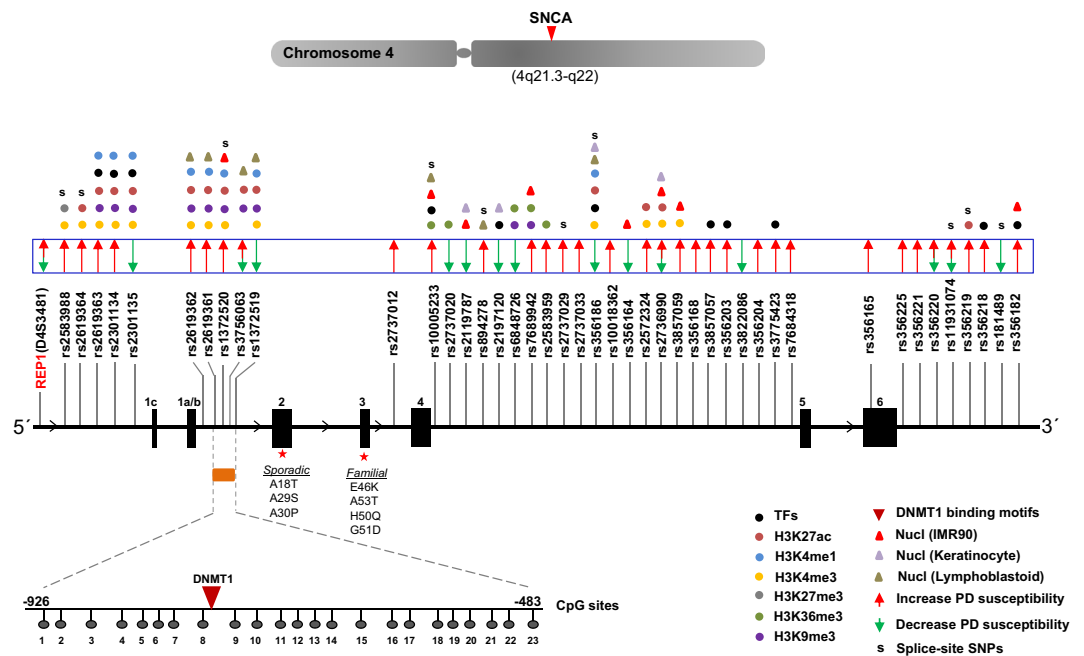 SNCA
Chromosome 4
(4q21.3-q22)
s
s
s
s
s
s
s
s
s
s
REP1(D4S3481)
rs2583988
rs2619364
rs2619363
rs2301134
rs2301135
rs2619362
rs2619361
rs1372520
rs3756063
rs1372519
rs2737012
rs10005233
rs2737020
rs2119787
rs894278
rs2197120
rs6848726
rs7689942
rs2583959
rs2737029
rs2737033
rs356186
rs10018362
rs356164
rs2572324
rs2736990
rs3857059
rs356168
rs3857057
rs356203
rs3822086
rs356204
rs3775423
rs7684318
rs356165
rs356225
rs356221
rs356220
rs11931074
rs356219
rs356218
rs181489
rs356182
1c
1a/b
2
3
4
5
6
5´
3´
Sporadic
A18T
A29S
A30P
Familial
E46K
A53T
H50Q
G51D
TFs
H3K27ac
H3K4me1
H3K4me3
H3K27me3
H3K36me3
H3K9me3
DNMT1 binding motifs
Nucl (IMR90)
Nucl (Keratinocyte)
Nucl (Lymphoblastoid)
Increase PD susceptibility
Decrease PD susceptibility
s Splice-site SNPs
DNMT1
-926
-483
CpG sites
1 2 3 4 5 6 7 8 9 10 11 12 13 14 15 16 17 18 19 20 21 22 23